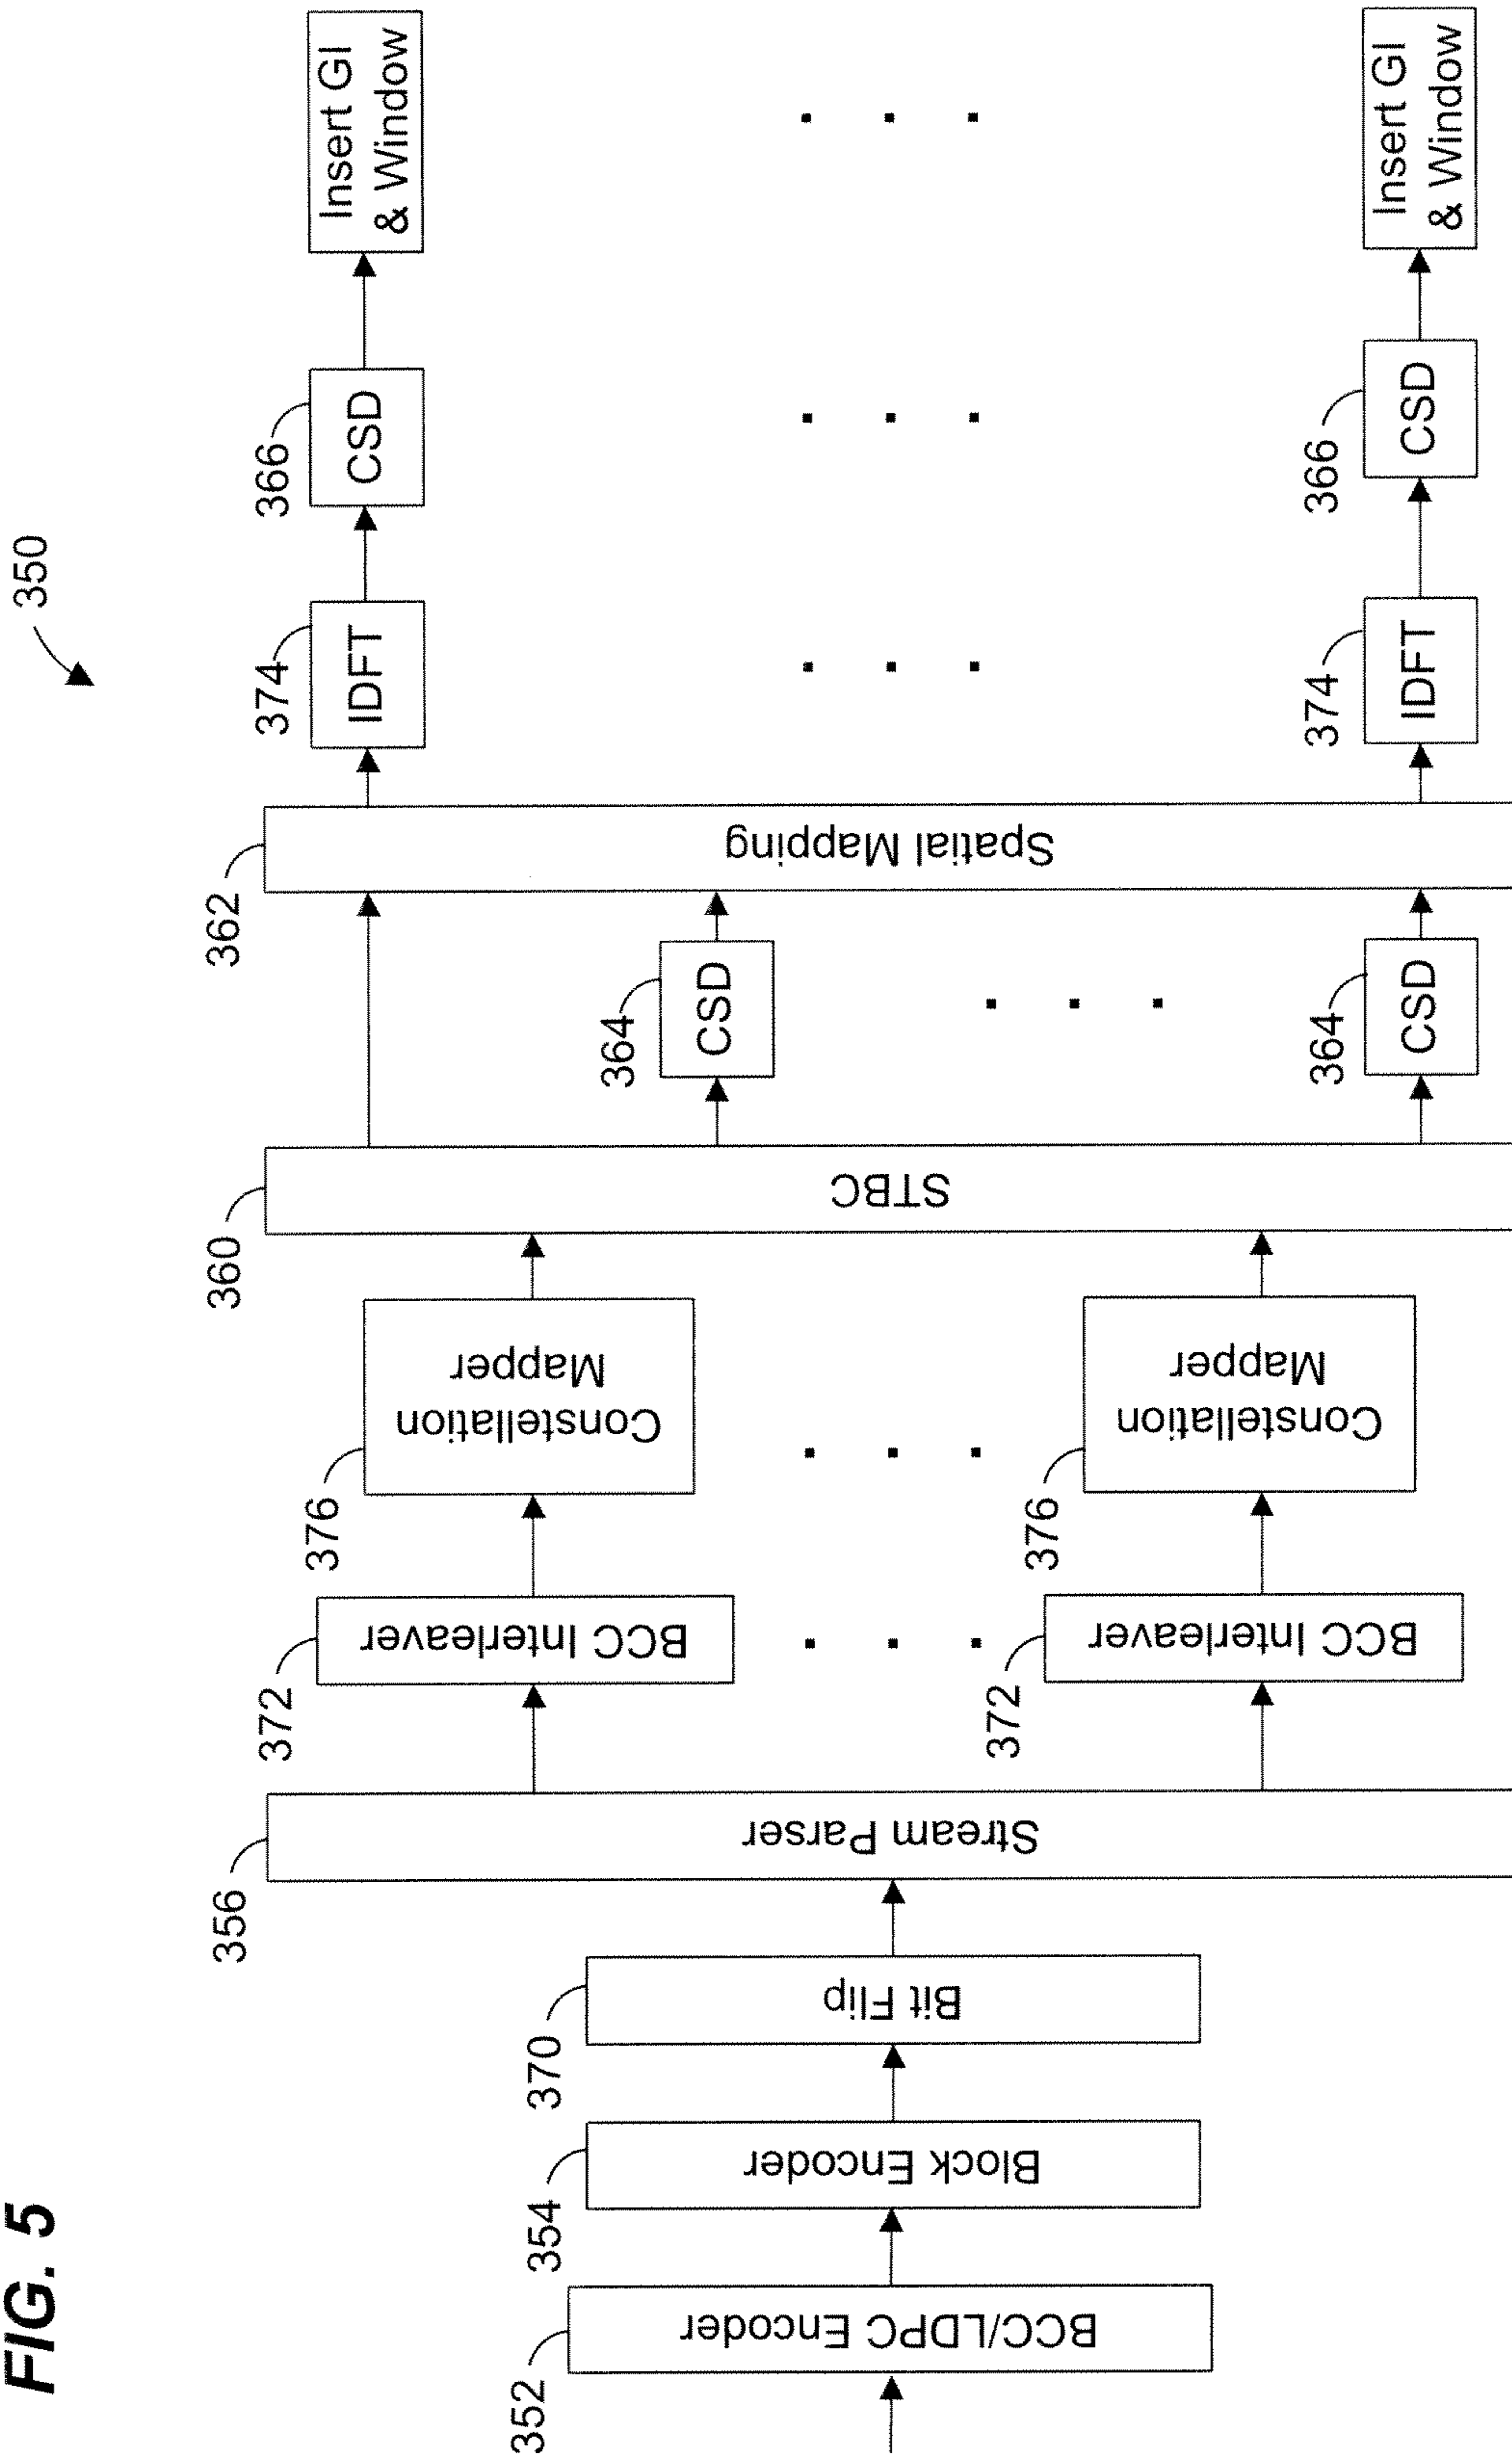 FIG. 5
350
352
BCC/LDPC Encoder
354
Block Encoder
370
Bit Flip
356
Stream Parser
372
BCC Interleaver
372
BCC Interleaver
376
Constellation
Mapper
376
Constellation
Mapper
360
STBC
364
CSD
364
CSD
362
Spatial Mapping
374
IDFT
374
IDFT
366
CSD
366
CSD
Insert GI
& Window
Insert GI
& Window